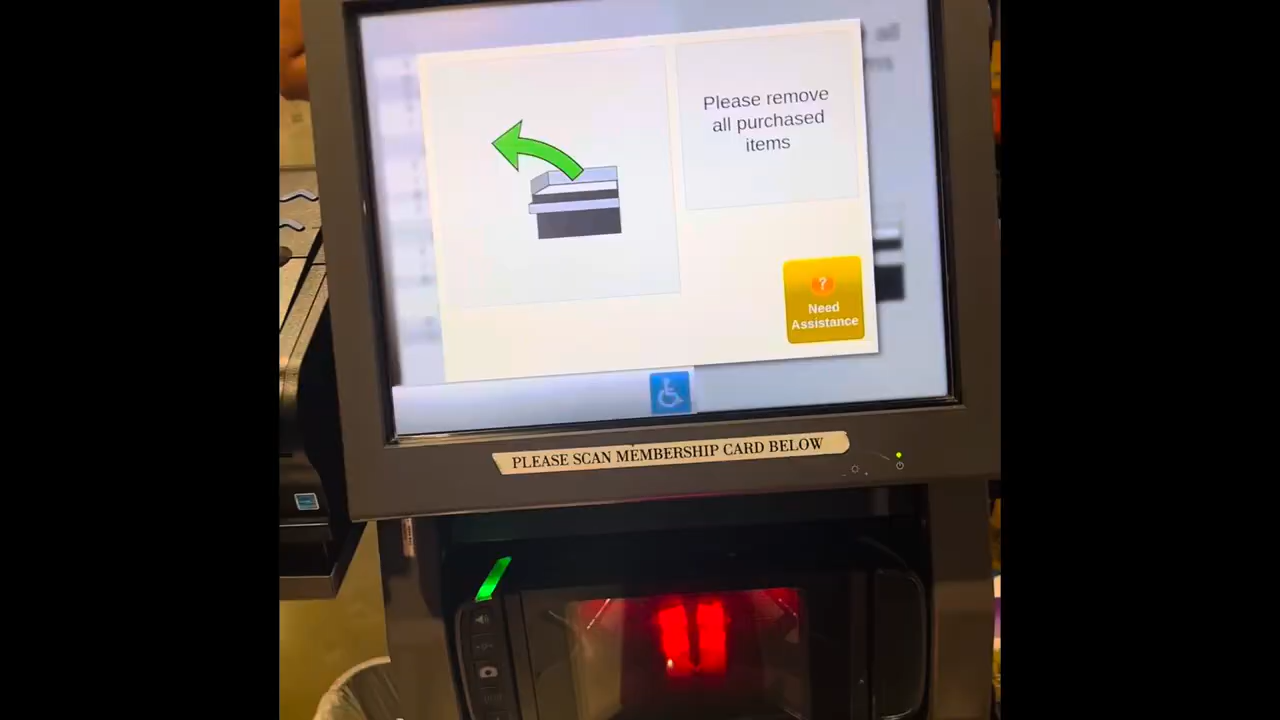 Please remove
all purchased
items
?
Need
Assistance
PLEASE SCAN MEMBERSHIP CARD BELOW